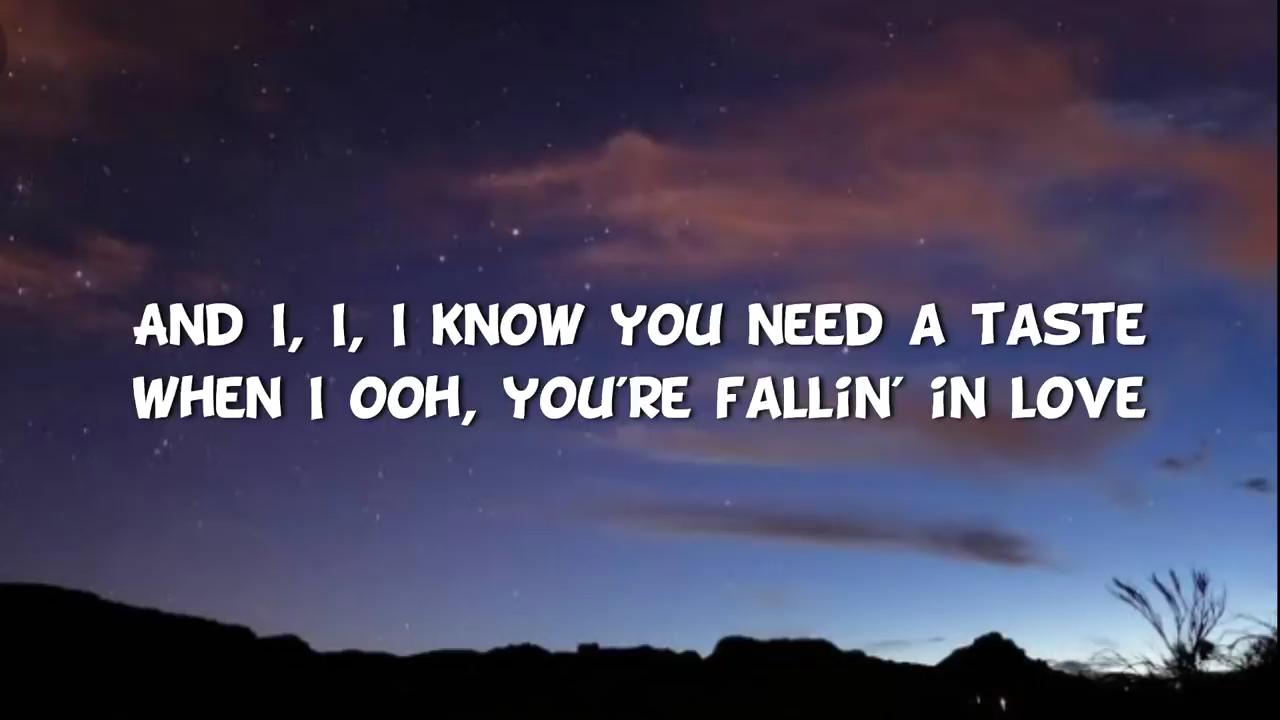 AND I, I, I KNOW YOU NEED A TASTE
WHEN I OOH, YOU'RE FALLiN' iN LOVE